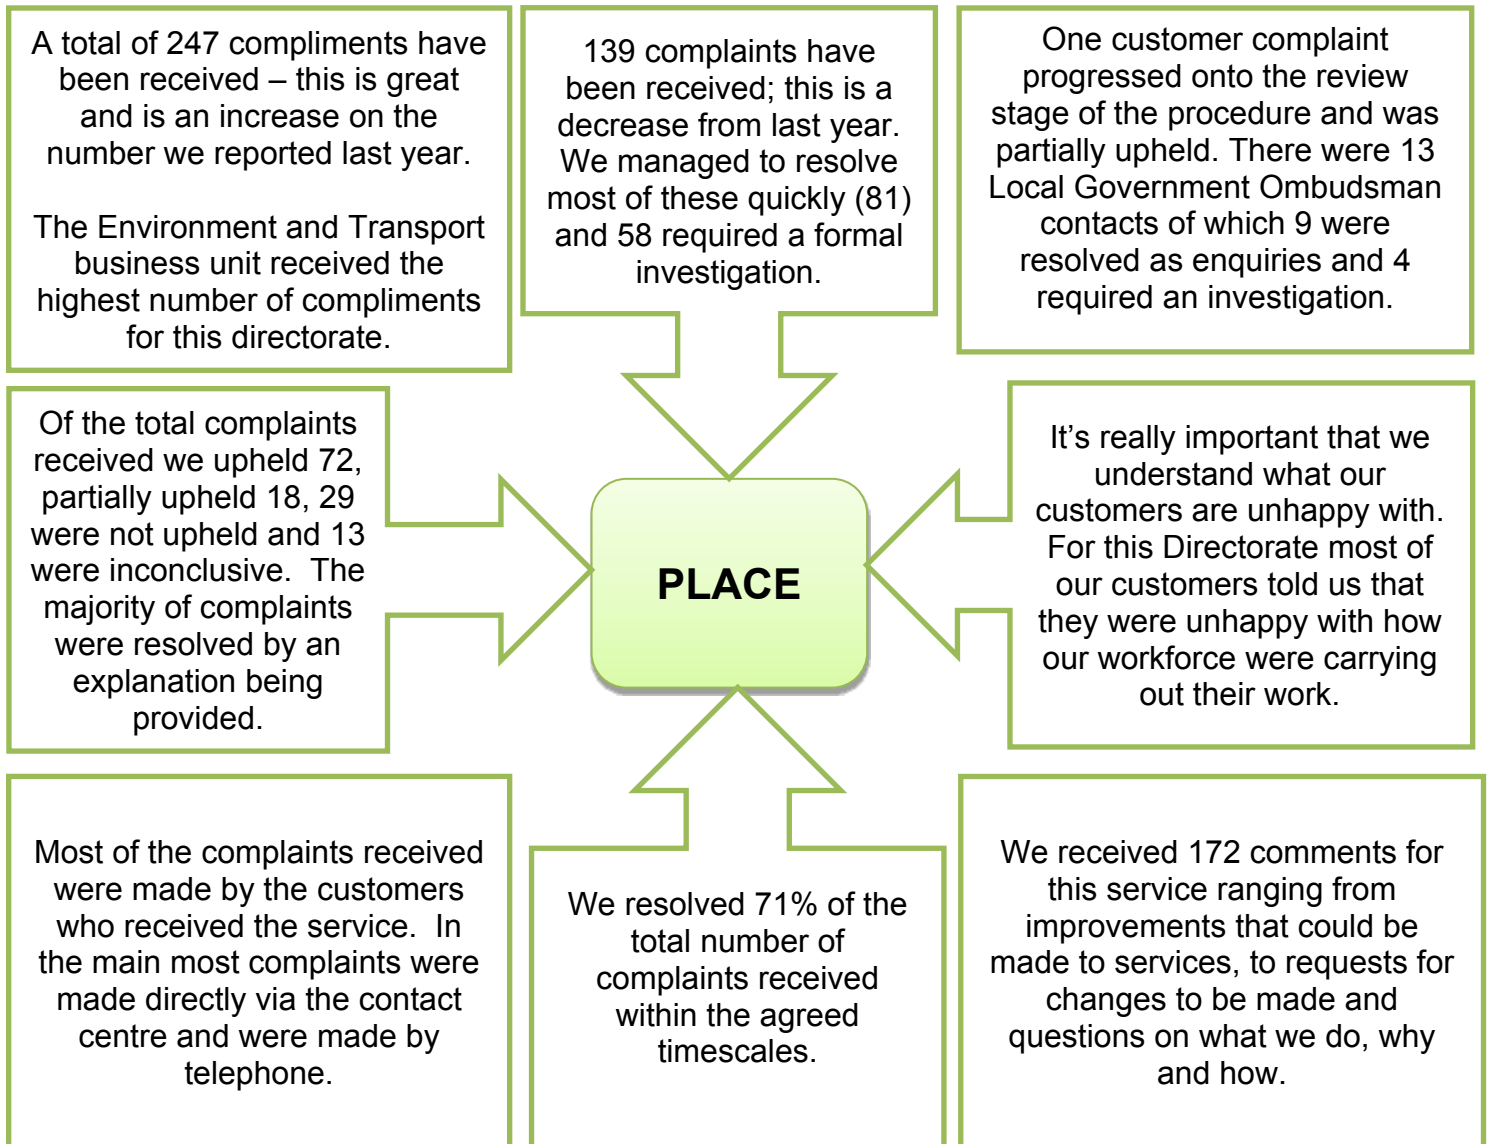 A total of 247 compliments have
been received – this is great
and is an increase on the
number we reported last year.
The Environment and Transport
business unit received the
highest number of compliments
for this directorate.
139 complaints have
been received; this is a
decrease from last year.
We managed to resolve
most of these quickly (81)
and 58 required a formal
investigation.
One customer complaint
progressed onto the review
stage of the procedure and was
partially upheld. There were 13
Local Government Ombudsman
contacts of which 9 were
resolved as enquiries and 4
required an investigation.
Of the total complaints
received we upheld 72,
partially upheld 18, 29
were not upheld and 13
were inconclusive.  The
majority of complaints
were resolved by an
explanation being
provided.
PLACE
It’s really important that we
understand what our
customers are unhappy with.
For this Directorate most of
our customers told us that
they were unhappy with how
our workforce were carrying
out their work.
Most of the complaints received
were made by the customers
who received the service.  In
the main most complaints were
made directly via the contact
centre and were made by
telephone.
We resolved 71% of the
total number of
complaints received
within the agreed
timescales.
We received 172 comments for
this service ranging from
improvements that could be
made to services, to requests for
changes to be made and
questions on what we do, why
and how.